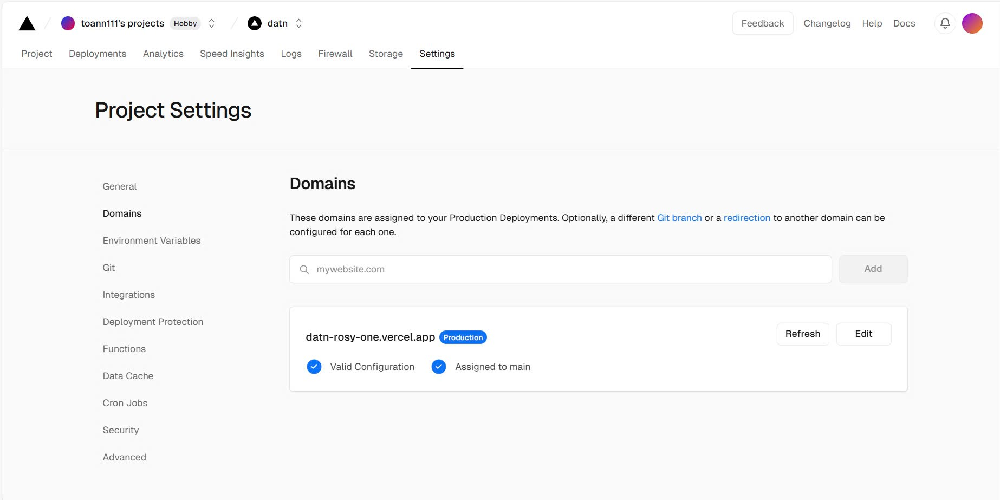 toann111's projects Hobby datn Feedback Changelog Help Docs
Project Deployments Analytics Speed Insights Logs Firewall Storage Settings
Project Settings
General
Domains
Environment Variables
Git
Integrations
Deployment Protection
Functions
Data Cache
Cron Jobs
Security
Advanced
Domains
These domains are assigned to your Production Deployments. Optionally, a different Git branch or a redirection to another domain can be
configured for each one.
mywebsite.com Add
datn-rosy-one.vercel.app Production Refresh Edit
Valid Configuration Assigned to main